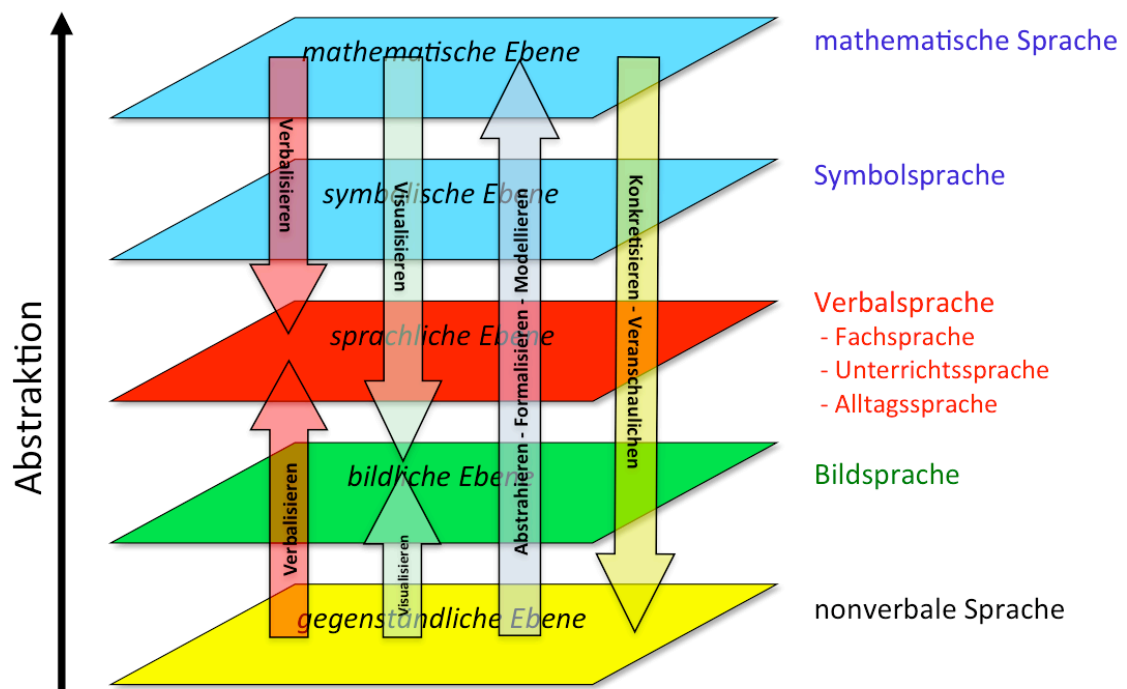 mathematische Ebene
mathematische Sprache
symbolische Ebene
Symbolsprache
sprachliche Ebene
Verbalsprache
- Fachsprache
- Unterrichtssprache
- Alltagssprache
bildliche Ebene
Bildsprache
gegenständliche Ebene
nonverbale Sprache
Abstraktion
Verbalisieren
Visualisieren
Abstrahieren - Formalisieren - Modellieren
Konkretisieren - Veranschaulichen
Verbalisieren
Visualisieren